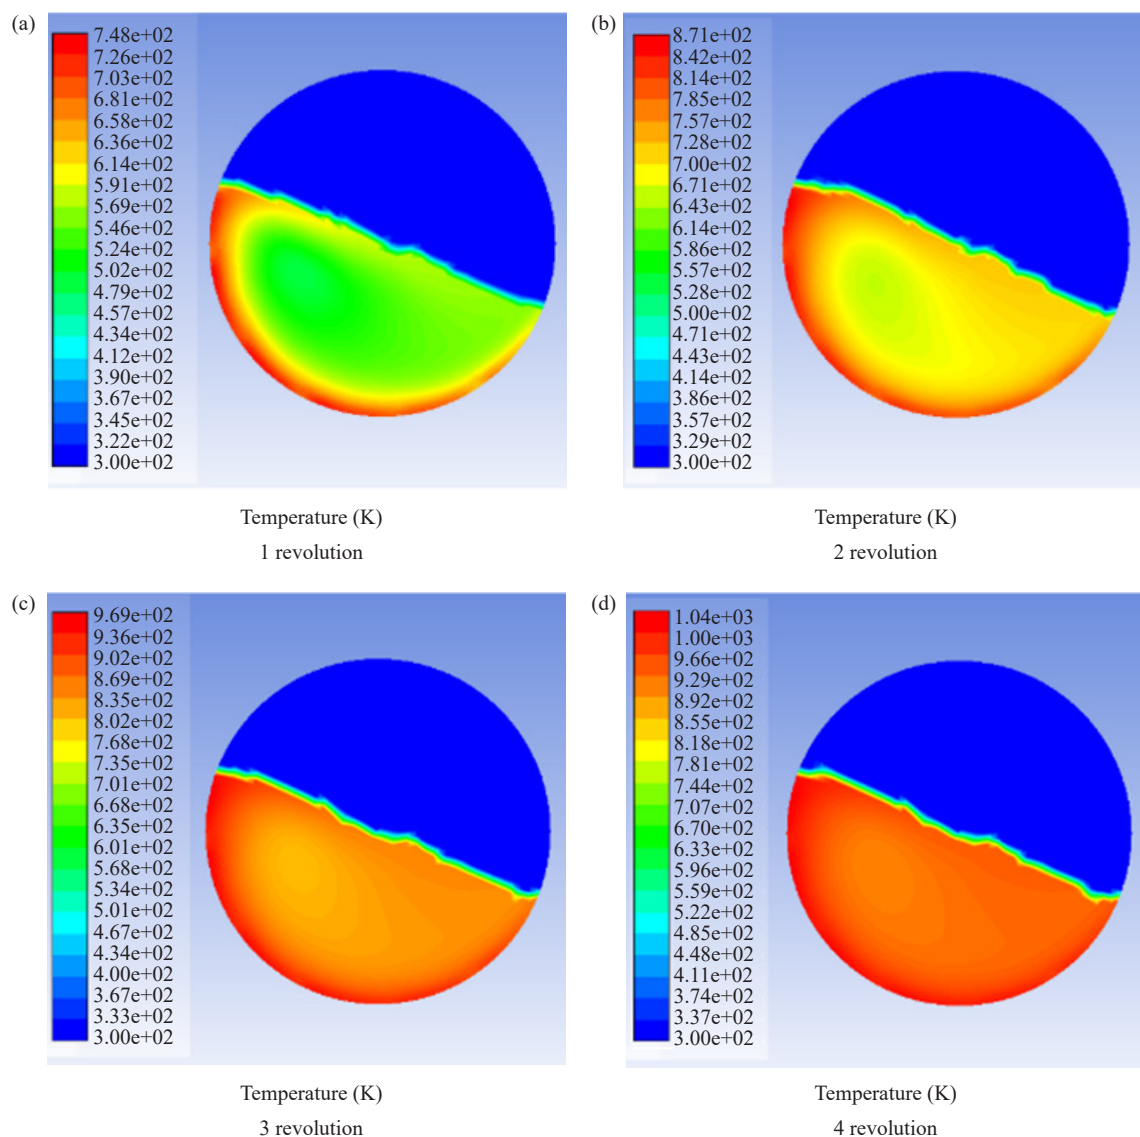 (a)
7.48e+02
7.26e+02
7.03e+02
6.81e+02
6.58e+02
6.36e+02
6.14e+02
5.91e+02
5.69e+02
5.46e+02
5.24e+02
5.02e+02
4.79e+02
4.57e+02
4.34e+02
4.12e+02
3.90e+02
3.67e+02
3.45e+02
3.22e+02
3.00e+02
Temperature (K)
1 revolution
(b)
8.71e+02
8.42e+02
8.14e+02
7.85e+02
7.57e+02
7.28e+02
7.00e+02
6.71e+02
6.43e+02
6.14e+02
5.86e+02
5.57e+02
5.28e+02
5.00e+02
4.71e+02
4.43e+02
4.14e+02
3.86e+02
3.57e+02
3.29e+02
3.00e+02
Temperature (K)
2 revolution
(c)
9.69e+02
9.36e+02
9.02e+02
8.69e+02
8.35e+02
8.02e+02
7.68e+02
7.35e+02
7.01e+02
6.68e+02
6.35e+02
6.01e+02
5.68e+02
5.34e+02
5.01e+02
4.67e+02
4.34e+02
4.00e+02
3.67e+02
3.33e+02
3.00e+02
Temperature (K)
3 revolution
(d)
1.04e+03
1.00e+03
9.66e+02
9.29e+02
8.92e+02
8.55e+02
8.18e+02
7.81e+02
7.44e+02
7.07e+02
6.70e+02
6.33e+02
5.96e+02
5.59e+02
5.22e+02
4.85e+02
4.48e+02
4.11e+02
3.74e+02
3.37e+02
3.00e+02
Temperature (K)
4 revolution